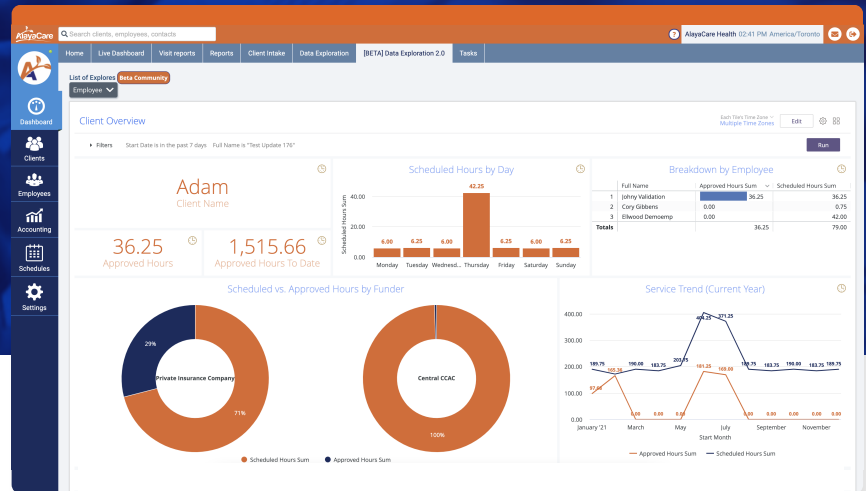 AlayaCare
Search clients, employees, contacts
? AlayaCare Health 02:41 PM America/Toronto
Home Live Dashboard Visit reports Reports Client Intake Data Exploration [BETA] Data Exploration 2.0 Tasks
List of Explores Beta Community
Employee
Dashboard
Clients
Employees
Accounting
Schedules
Settings
Client Overview
Each Tile's Time Zone
Multiple Time Zones
Edit
Filters Start Date is in the past 7 days Full Name is "Test Update 176"
Run
Adam
Client Name
36.25
Approved Hours
1,515.66
Approved Hours To Date
Scheduled Hours by Day
Scheduled Hours Sum
40.00
20.00
0.00
6.00 6.25 6.00 42.25 6.25 6.00 6.25
Monday Tuesday Wednesd... Thursday Friday Saturday Sunday
Breakdown by Employee
Full Name Approved Hours Sum Scheduled Hours Sum
1 Johny Validation 36.25 36.25
2 Cory Gibbens 0.00 0.75
3 Ellwood Demoemp 0.00 42.00
Totals 36.25 79.00
Scheduled vs. Approved Hours by Funder
29%
Private Insurance Company
71%
Central CCAC
100%
Scheduled Hours Sum Approved Hours Sum
Service Trend (Current Year)
400.00
300.00
200.00
100.00
0.00
189.75 190.00 183.75 203.75 404.25 371.25 189.75 183.75 190.00 183.75 189.75
165.36 181.25 169.00
0.00 0.00 0.00 0.00 0.00 0.00 0.00 0.00
January '21 March May July September November
Start Month
Approved Hours Sum Scheduled Hours Sum